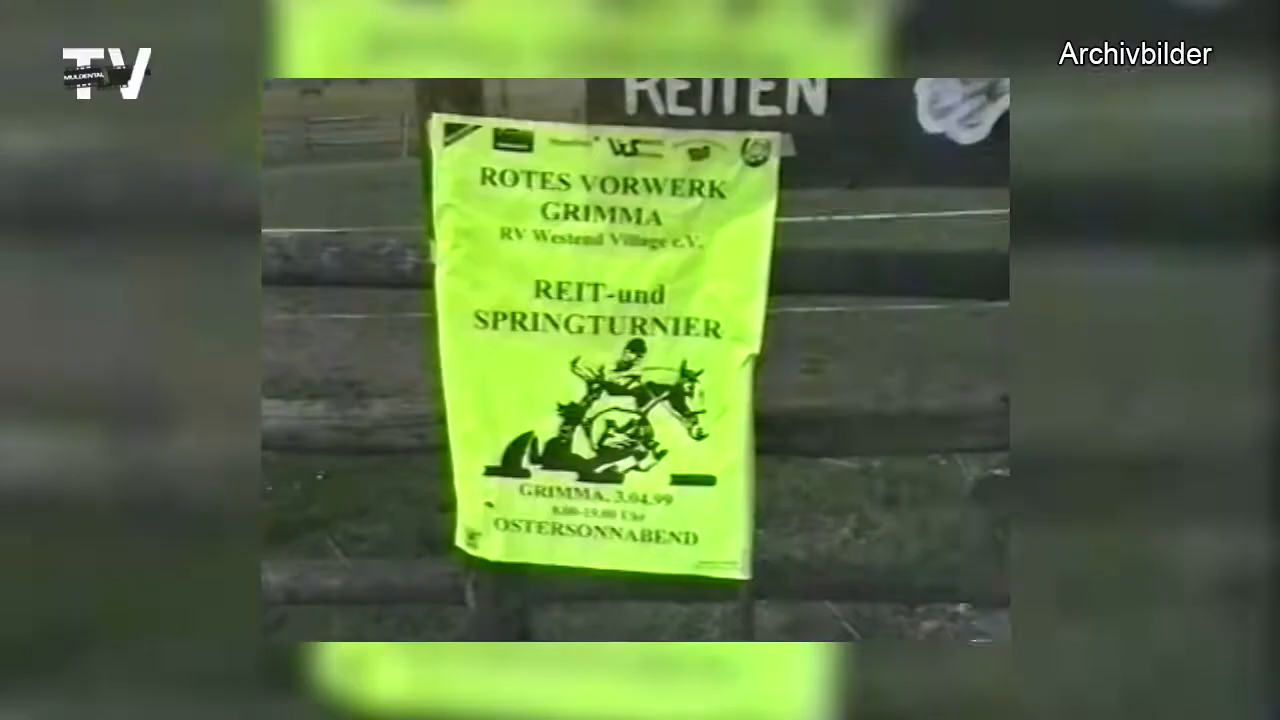 TV
MULDENTAL
Archivbilder
REITEN
ROTES VORWERK
GRIMMA
RV Westend Village e.V.
REIT-und
SPRINGTURNIER
GRIMMA, 3.04.99
8.00-19.00 Uhr
OSTERSONNABEND